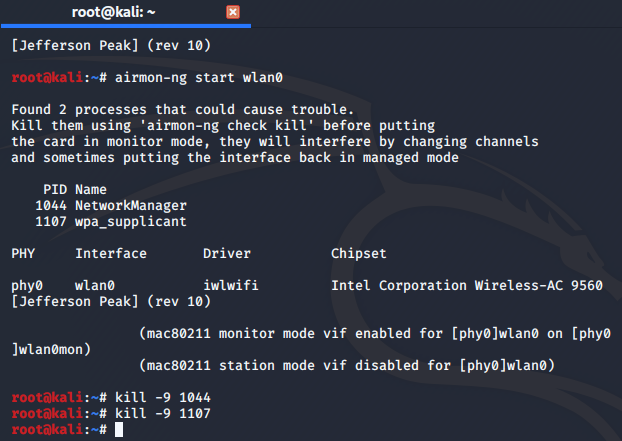 root@kali: ~
[Jefferson Peak] (rev 10)
root@kali:~# airmon-ng start wlan0
Found 2 processes that could cause trouble.
Kill them using 'airmon-ng check kill' before putting
the card in monitor mode, they will interfere by changing channels
and sometimes putting the interface back in managed mode
PID Name
1044 NetworkManager
1107 wpa_supplicant
PHY Interface Driver Chipset
phy0 wlan0 iwlwifi Intel Corporation Wireless-AC 9560
[Jefferson Peak] (rev 10)
(mac80211 monitor mode vif enabled for [phy0]wlan0 on [phy0
]wlan0mon)
(mac80211 station mode vif disabled for [phy0]wlan0)
root@kali:~# kill -9 1044
root@kali:~# kill -9 1107
root@kali:~#